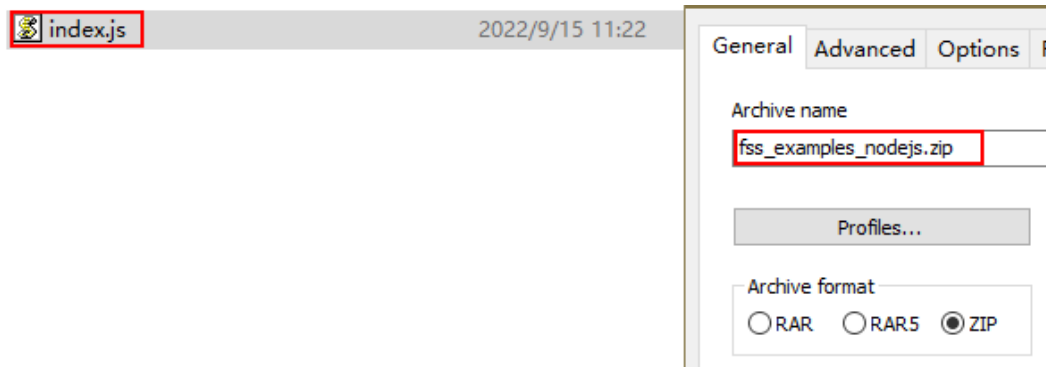 index.js 2022/9/15 11:22
General Advanced Options
Archive name
fss_examples_nodejs.zip
Profiles...
Archive format
RAR RAR5 ZIP